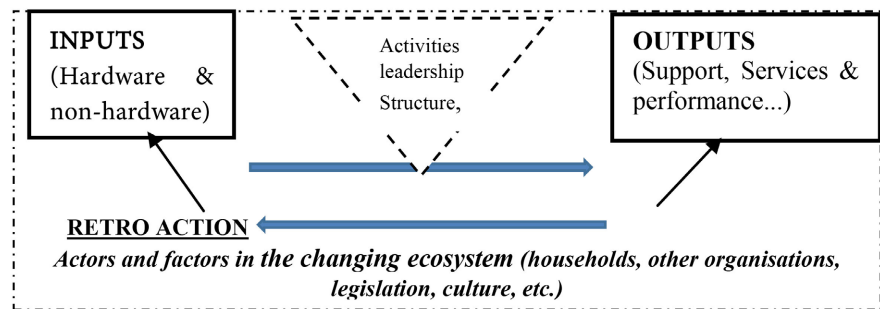 INPUTS
(Hardware &
non-hardware)
Activities
leadership
Structure,
OUTPUTS
(Support, Services &
performance...)
RETRO ACTION
Actors and factors in the changing ecosystem (households, other organisations,
legislation, culture, etc.)